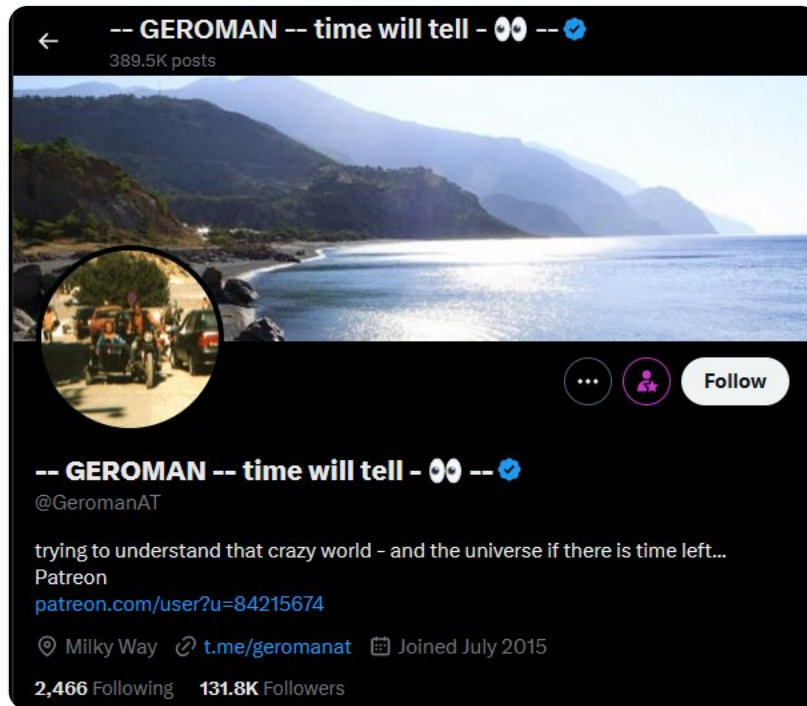 -- GEROMAN -- time will tell - 👀 --
389.5K posts
Follow
-- GEROMAN -- time will tell - 👀 --
@GeromanAT
trying to understand that crazy world - and the universe if there is time left...
Patreon
patreon.com/user?u=84215674
Milky Way t.me/geromanat Joined July 2015
2,466 Following 131.8K Followers